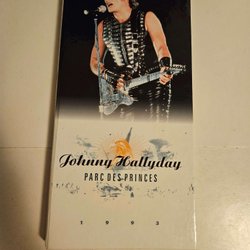 Johnny Hallyday
PARC DES PRINCES
1993